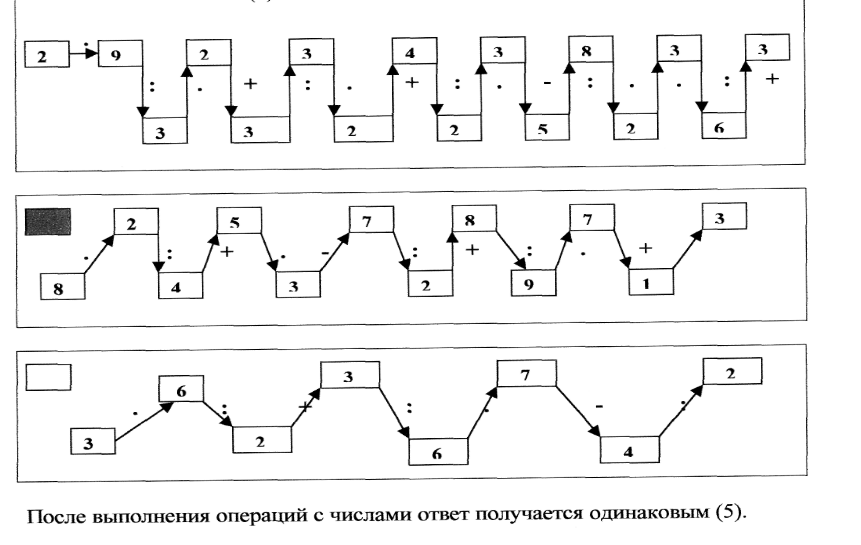 2 : 9 : 3 . 2 + 3 : 3 . 2 + 4 : 2 . 3 - 5 : 8 . 2 . 3 : 6 + 3
8 . 2 : 4 + 5 . 3 - 7 : 2 + 8 : 9 . 7 + 1 3
3 . 6 : 2 + 3 : 6 . 7 - 4 : 2
После выполнения операций с числами ответ получается одинаковым (5).